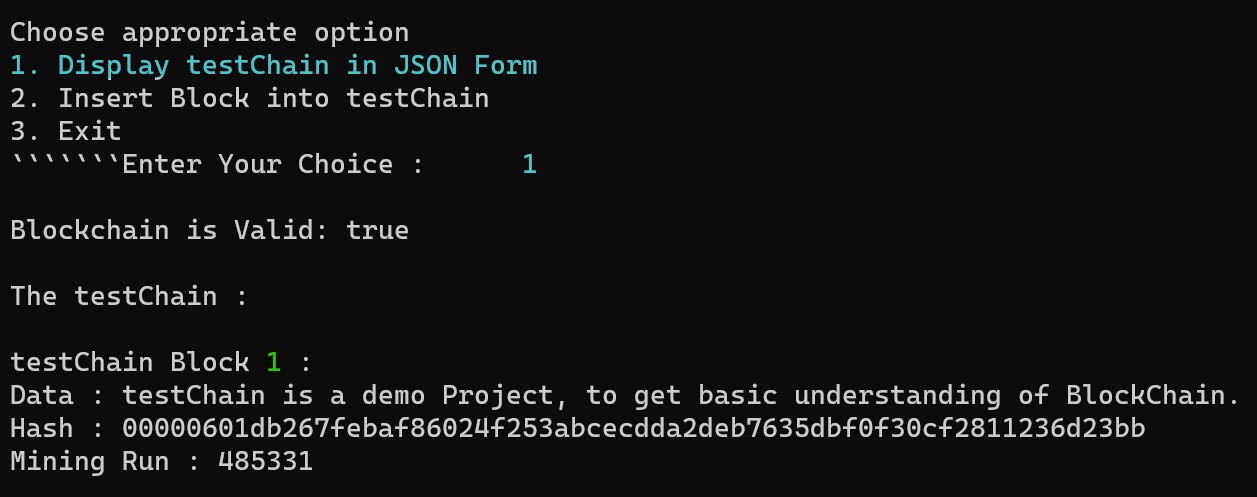 Choose appropriate option
1. Display testChain in JSON Form
2. Insert Block into testChain
3. Exit
```````Enter Your Choice :      1
Blockchain is Valid: true
The testChain :
testChain Block 1 :
Data : testChain is a demo Project, to get basic understanding of BlockChain.
Hash : 00000601db267febaf86024f253abcecdda2deb7635dbf0f30cf2811236d23bb
Mining Run : 485331